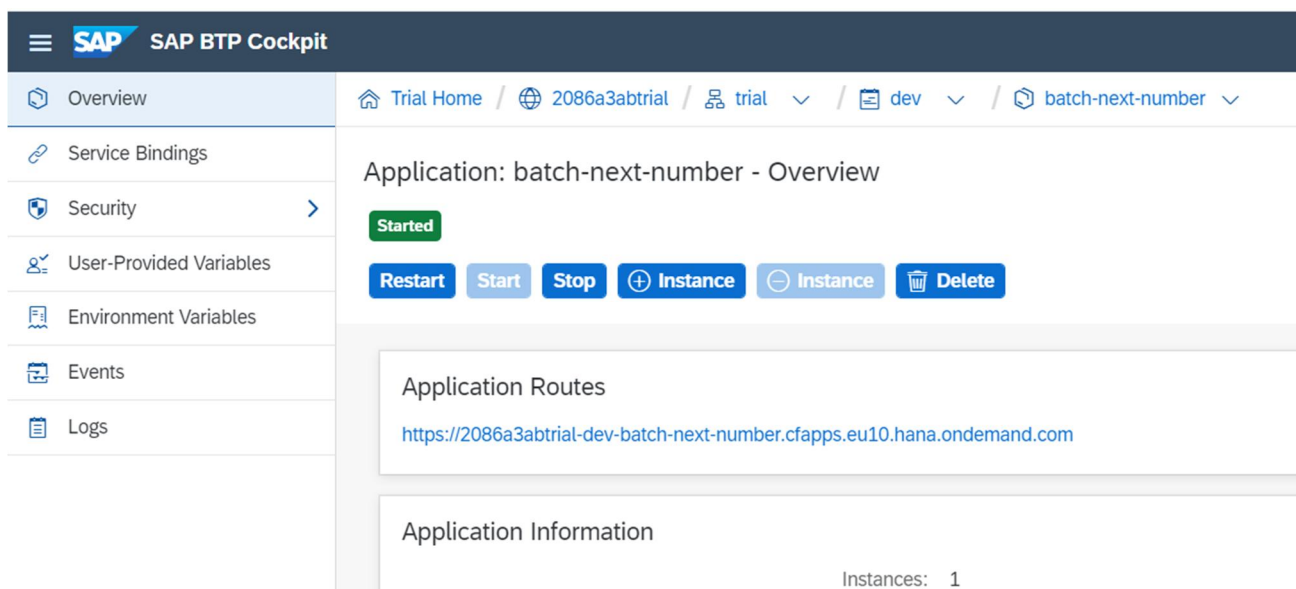 SAP SAP BTP Cockpit
Overview
Service Bindings
Security
User-Provided Variables
Environment Variables
Events
Logs
Trial Home / 2086a3abtrial / trial / dev / batch-next-number
Application: batch-next-number - Overview
Started
Restart Start Stop Instance Instance Delete
Application Routes
https://2086a3abtrial-dev-batch-next-number.cfapps.eu10.hana.ondemand.com
Application Information
Instances: 1